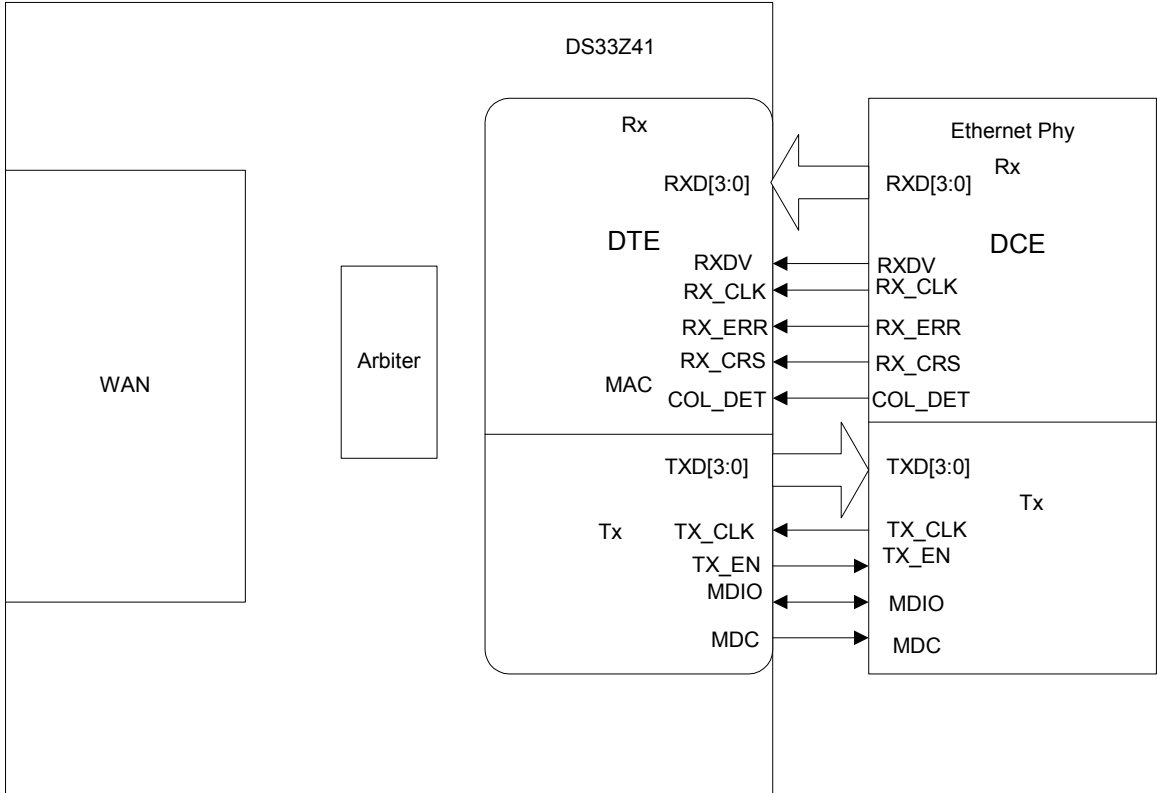 DS33Z41
Rx
Ethernet Phy
Rx
RXD[3:0]
RXD[3:0]
DTE
DCE
RXDV
RXDV
RX_CLK
RX_CLK
RX_ERR
RX_ERR
Arbiter
RX_CRS
RX_CRS
WAN
MAC
COL_DET
COL_DET
TXD[3:0]
TXD[3:0]
Tx
Tx
TX_CLK
TX_CLK
TX_EN
TX_EN
MDIO
MDIO
MDC
MDC